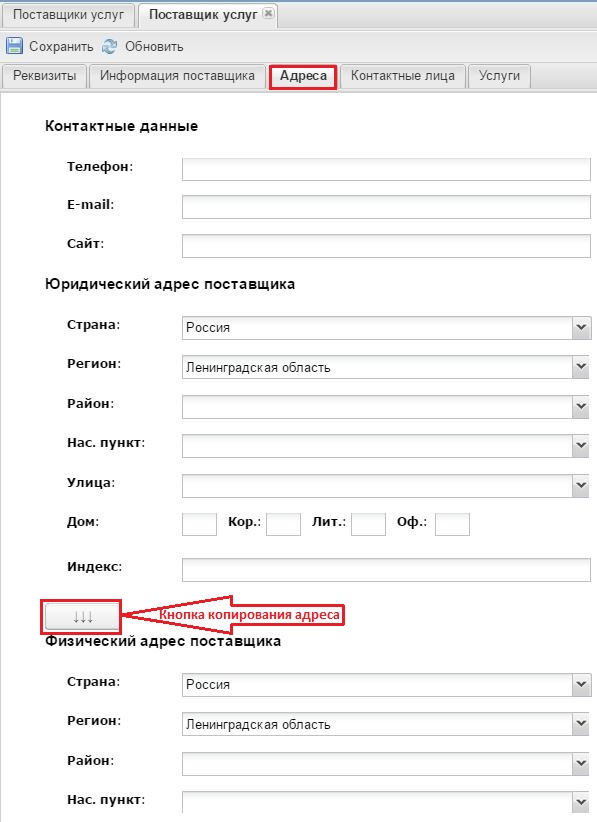 Поставщики услуг Поставщик услуг
Сохранить Обновить
Реквизиты Информация поставщика Адреса Контактные лица Услуги
Контактные данные
Телефон:
E-mail:
Сайт:
Юридический адрес поставщика
Страна: Россия
Регион: Ленинградская область
Район:
Нас. пункт:
Улица:
Дом: Кор.: Лит.: Оф.:
Индекс:
↓↓↓ Кнопка копирования адреса
Физический адрес поставщика
Страна: Россия
Регион: Ленинградская область
Район:
Нас. пункт: